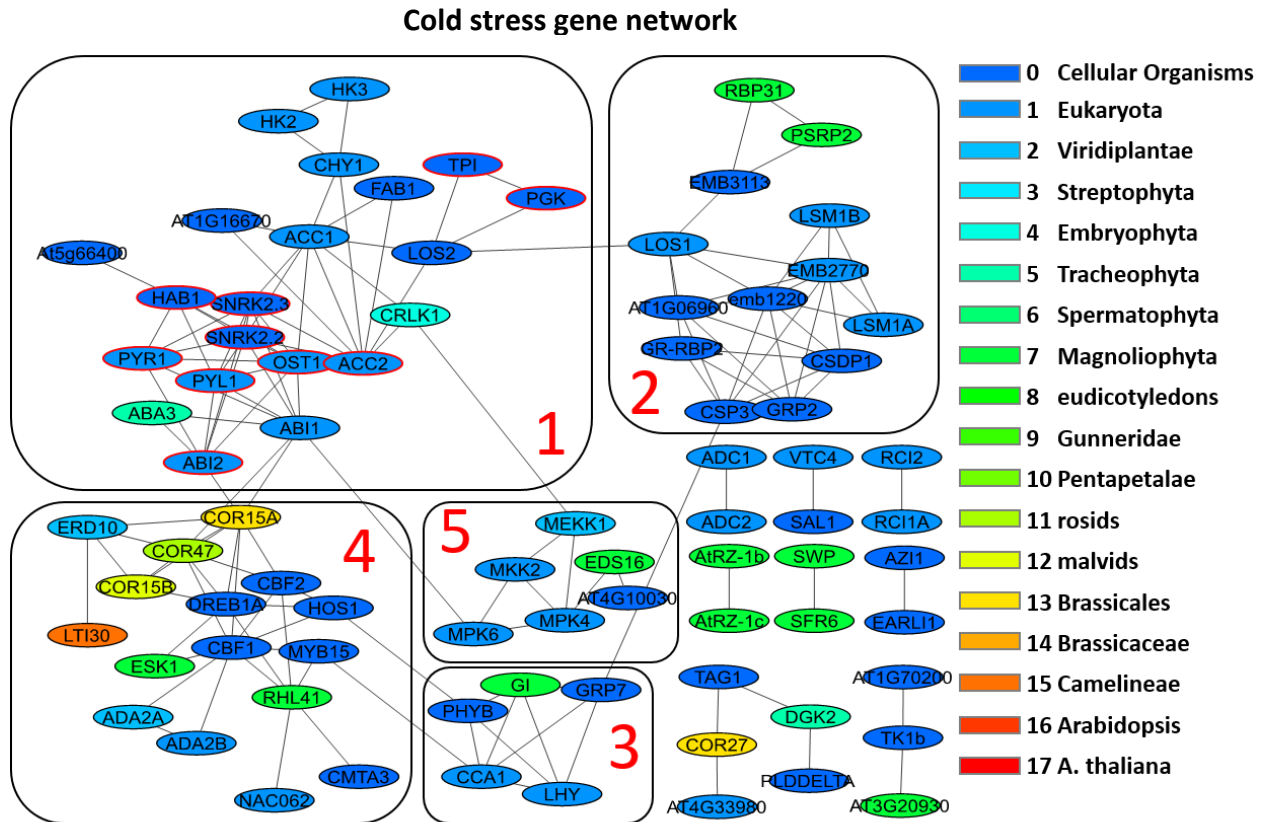 Cold stress gene network
HK3
HK2
CHY1
TPI
FAB1
PGK
AT1G16670
ACC1
LOS2
At5g66400
HAB1
SNRK2.3
CRLK1
SNRK2.2
PYR1
OST1
ACC2
PYL1
ABA3
ABI1
ABI2
1
RBP31
PSRP2
EMB3113
LSM1B
LOS1
EMB2770
emb1220
AT1G06960
LSM1A
GR-RBP2
CSDP1
CSP3
GRP2
2
ERD10
COR15A
COR47
COR15B
CBF2
DREB1A
HOS1
LTI30
CBF1
MYB15
ESK1
RHL41
ADA2A
ADA2B
CMTA3
NAC062
4
5
MEKK1
EDS16
MKK2
AT4G10030
MPK4
MPK6
GI
GRP7
PHYB
CCA1
LHY
3
ADC1
VTC4
RCI2
ADC2
SAL1
RCI1A
AtRZ-1b
SWP
AZI1
AtRZ-1c
SFR6
EARLI1
TAG1
AT1G70200
DGK2
COR27
TK1b
PLDDELTA
AT4G33980
AT3G20930
0 Cellular Organisms
1 Eukaryota
2 Viridiplantae
3 Streptophyta
4 Embryophyta
5 Tracheophyta
6 Spermatophyta
7 Magnoliophyta
8 eudicotyledons
9 Gunneridae
10 Pentapetalae
11 rosids
12 malvids
13 Brassicales
14 Brassicaceae
15 Camelineae
16 Arabidopsis
17 A. thaliana